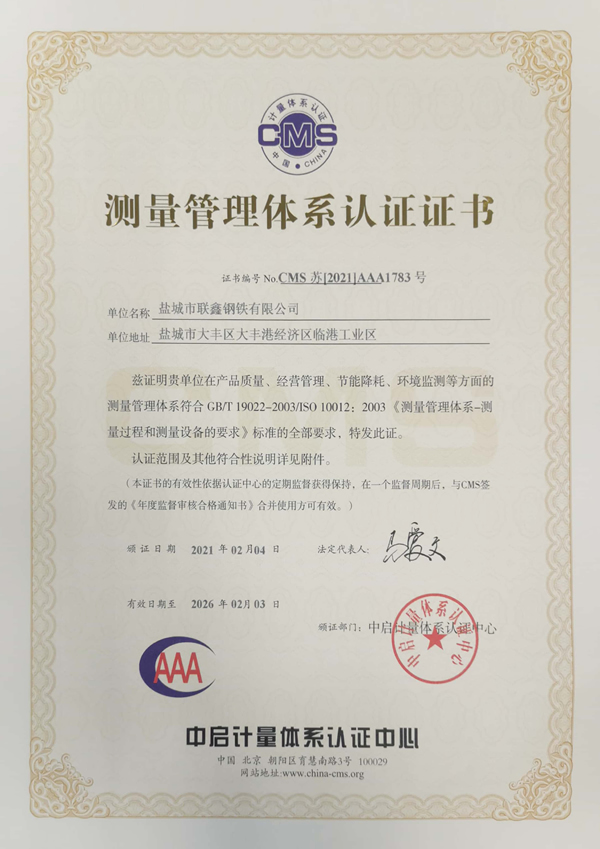 计量体系认证
CMS
中国 CHINA
测量管理体系认证证书
证书编号 No.CMS 苏[2021]AAA1783 号
单位名称 盐城市联鑫钢铁有限公司
单位地址 盐城市大丰区大丰港经济区临港工业区
兹证明贵单位在产品质量、经营管理、节能降耗、环境监测等方面的
测量管理体系符合 GB/T 19022-2003/ISO 10012：2003《测量管理体系-测
量过程和测量设备的要求》标准的全部要求，特发此证。
认证范围及其他符合性说明详见附件。
（本证书的有效性依据认证中心的定期监督获得保持，在一个监督周期后，与CMS签
发的《年度监督审核合格通知书》合并使用方可有效。）
颁证日期 2021 年 02 月 04 日 法定代表人：
有效日期至 2026 年 02 月 03 日
颁证部门：中启计量体系认证中心
中启计量体系认证中心
AAA
中启计量体系认证中心
中国 北京 朝阳区育慧南路3号 100029
网站地址:www.china-cms.org